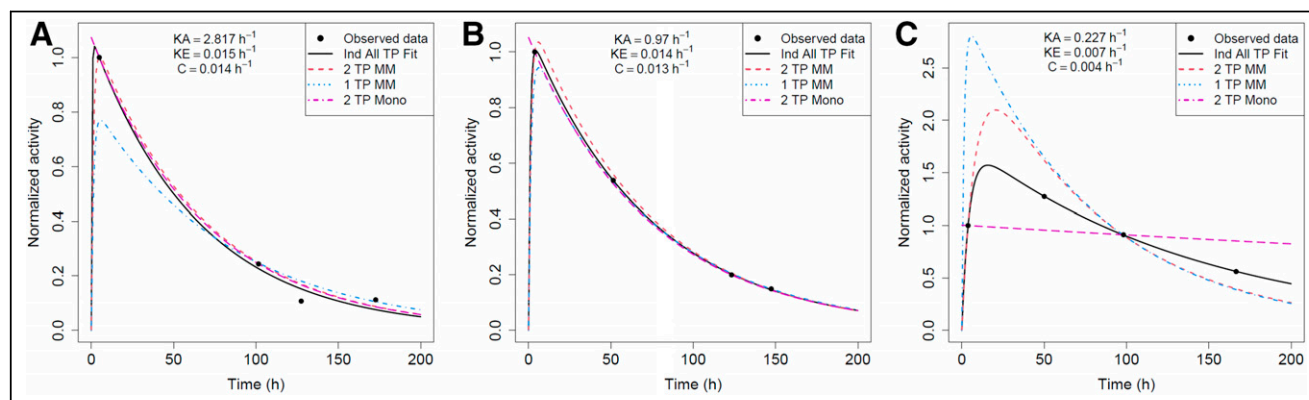 A
KA = 2.817 h⁻¹
KE = 0.015 h⁻¹
C = 0.014 h⁻¹
Observed data
Ind All TP Fit
2 TP MM
1 TP MM
2 TP Mono
Normalized activity
0.0
0.2
0.4
0.6
0.8
1.0
0 50 100 150 200
Time (h)
B
KA = 0.97 h⁻¹
KE = 0.014 h⁻¹
C = 0.013 h⁻¹
Observed data
Ind All TP Fit
2 TP MM
1 TP MM
2 TP Mono
Normalized activity
0.0
0.2
0.4
0.6
0.8
1.0
0 50 100 150 200
Time (h)
C
KA = 0.227 h⁻¹
KE = 0.007 h⁻¹
C = 0.004 h⁻¹
Observed data
Ind All TP Fit
2 TP MM
1 TP MM
2 TP Mono
Normalized activity
0.0
0.5
1.0
1.5
2.0
2.5
0 50 100 150 200
Time (h)